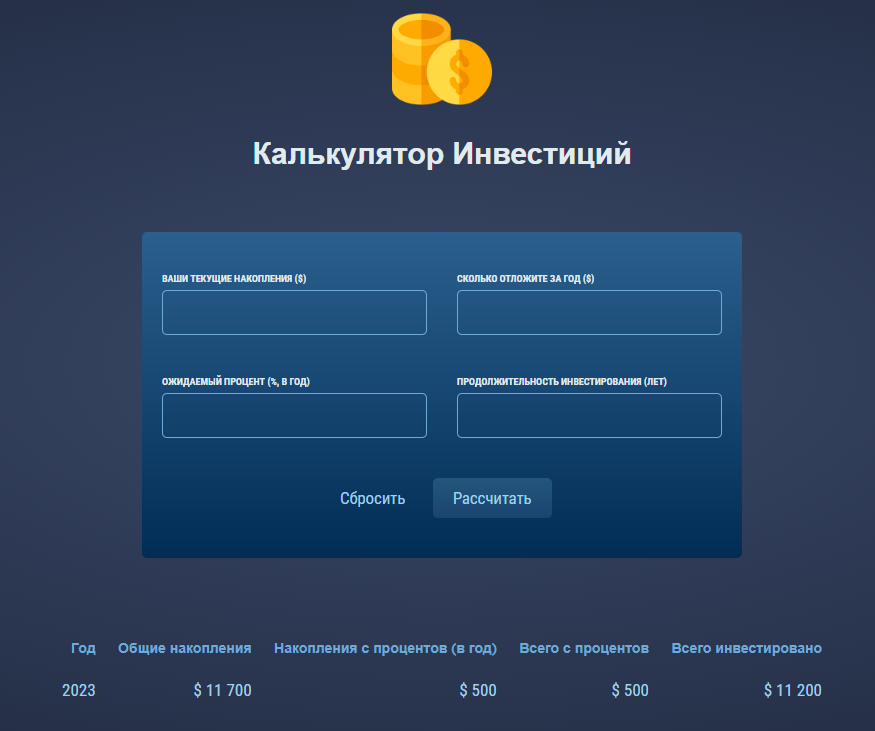 $
Калькулятор Инвестиций
ВАШИ ТЕКУЩИЕ НАКОПЛЕНИЯ ($) СКОЛЬКО ОТЛОЖИТЕ ЗА ГОД ($)
ОЖИДАЕМЫЙ ПРОЦЕНТ (%, В ГОД) ПРОДОЛЖИТЕЛЬНОСТЬ ИНВЕСТИРОВАНИЯ (ЛЕТ)
Сбросить Рассчитать
Год Общие накопления Накопления с процентов (в год) Всего с процентов Всего инвестировано
2023 $ 11 700 $ 500 $ 500 $ 11 200